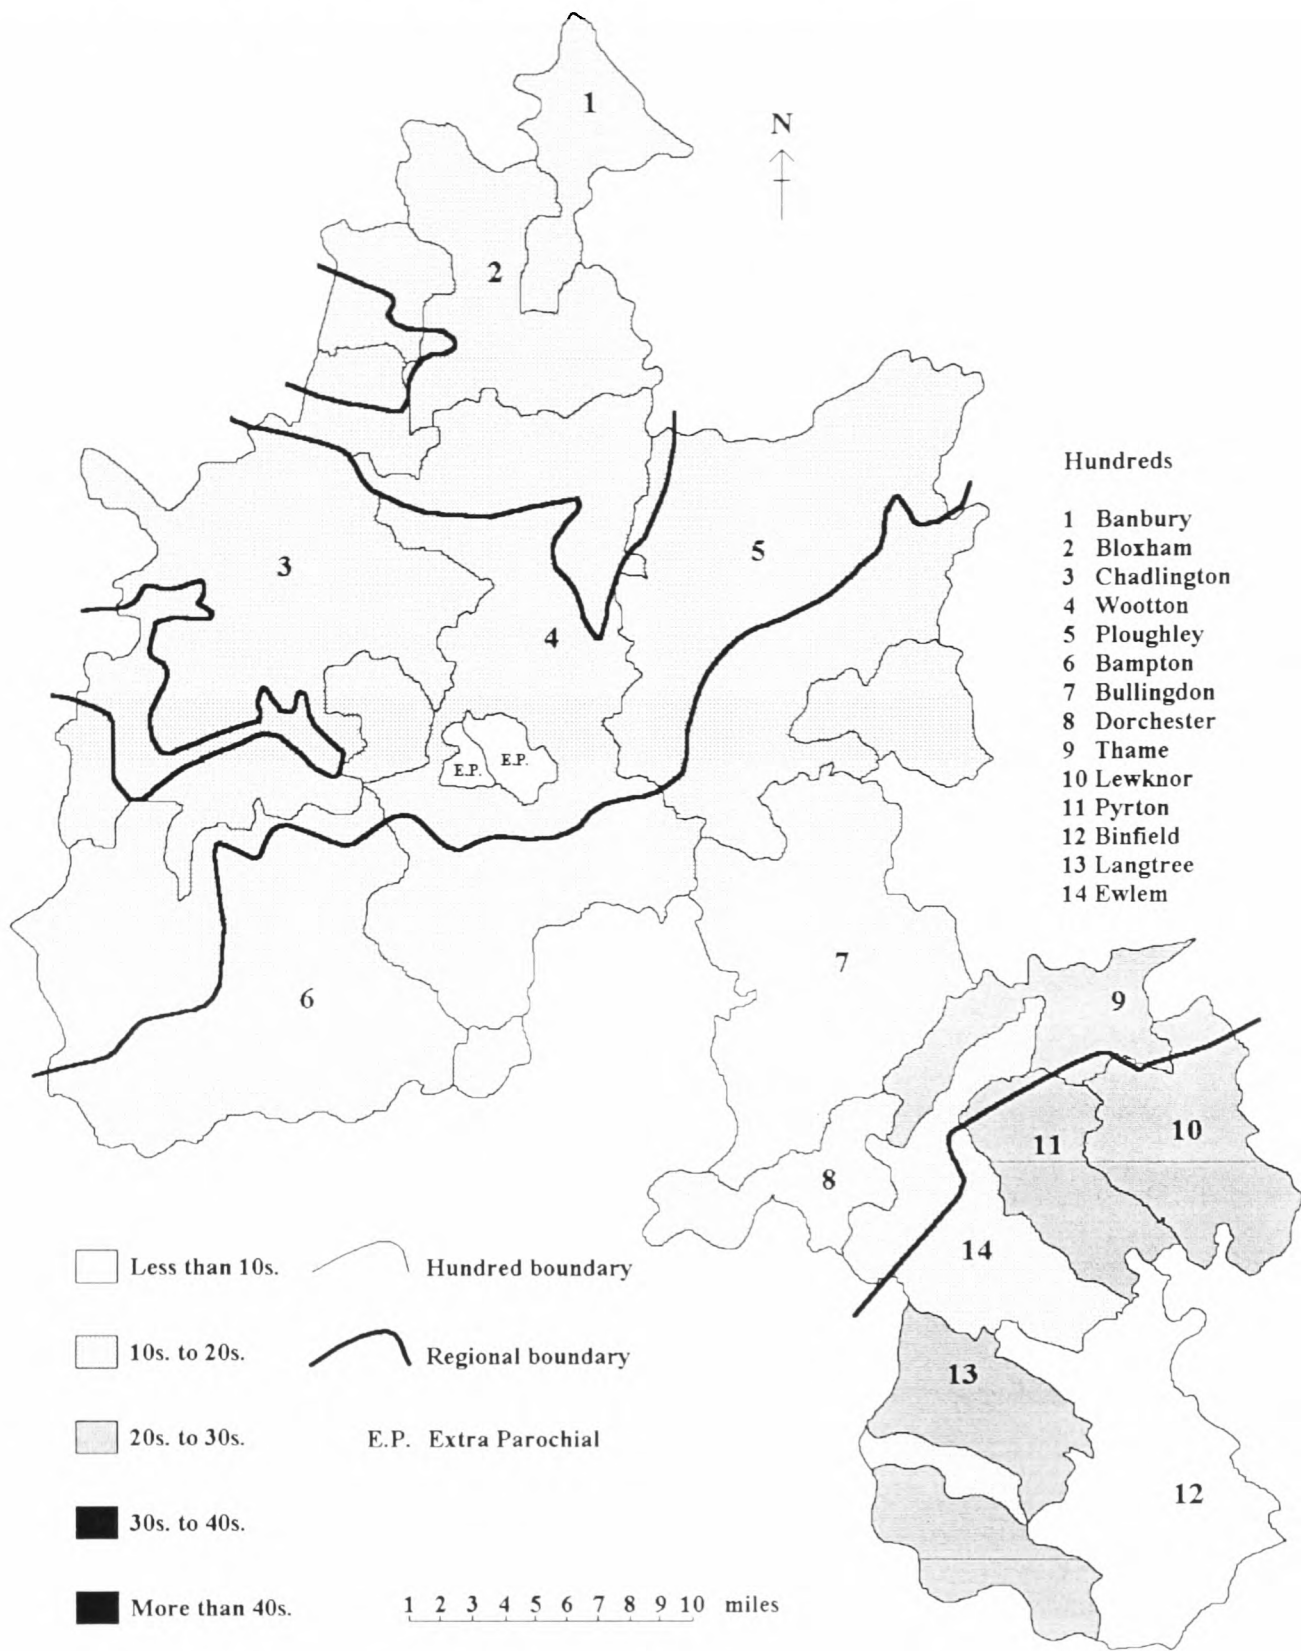 1
N
2
Hundreds
1 Banbury
2 Bloxham
3 Chadlington
4 Wootton
5 Ploughley
6 Bampton
7 Bullingdon
8 Dorchester
9 Thame
10 Lewknor
11 Pyrton
12 Binfield
13 Langtree
14 Ewlem
3
5
4
E.P.
E.P.
7
6
9
10
11
8
14
13
12
Less than 10s.
Hundred boundary
10s. to 20s.
Regional boundary
20s. to 30s.
E.P. Extra Parochial
30s. to 40s.
More than 40s.
1 2 3 4 5 6 7 8 9 10 miles